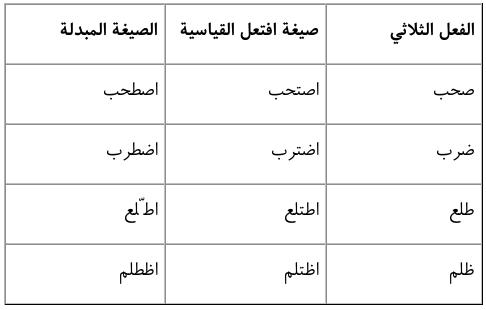 الفعل الثلاثي صيغة افتعل القياسية الصيغة المبدلة
صحب اصتحب اصطحب
ضرب اضترب اضطرب
طلع اطتلع اطّلع
ظلم اظتلم اظطلم